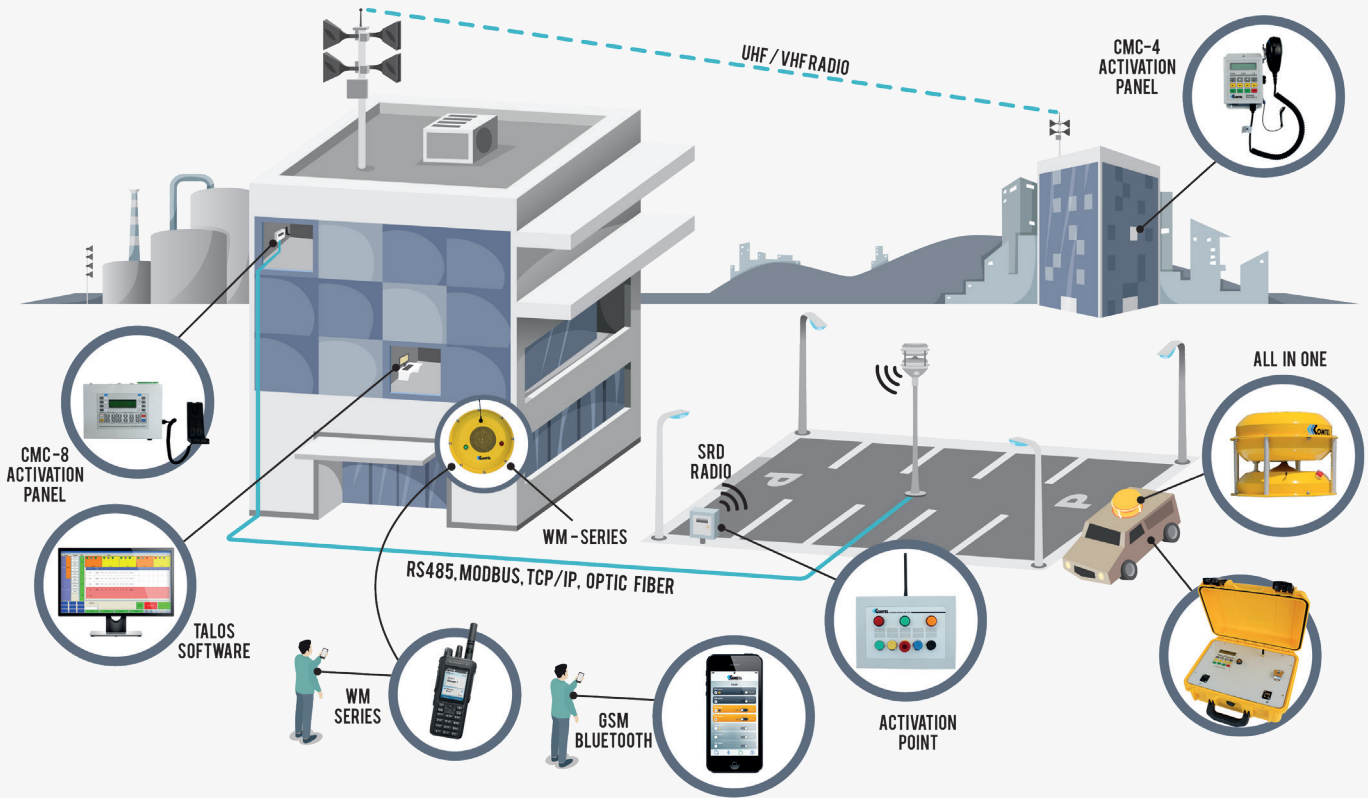 UHF / VHF RADIO
CMC-4
ACTIVATION
PANEL
ALL IN ONE
KOMTEL
SRD
RADIO
P
P
CMC-8
ACTIVATION
PANEL
WM-SERIES
RS485, MODBUS, TCP/IP, OPTIC FIBER
TALOS
SOFTWARE
WM
SERIES
GSM
BLUETOOTH
ACTIVATION
POINT